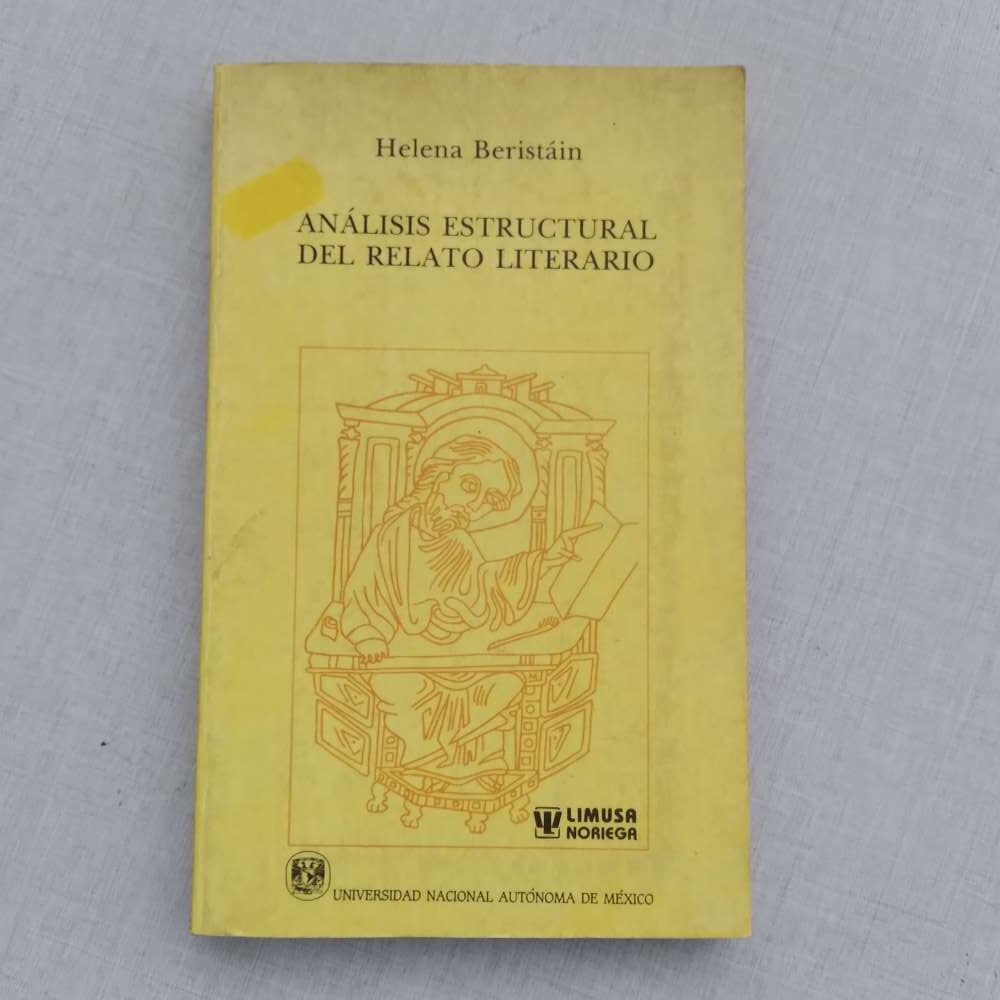 Helena Beristáin
ANÁLISIS ESTRUCTURAL
DEL RELATO LITERARIO
LIMUSA
NORIEGA
UNIVERSIDAD NACIONAL AUTÓNOMA DE MÉXICO